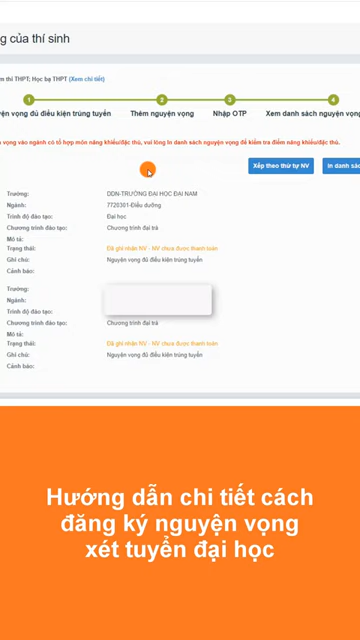 g của thí sinh
m thi THPT; Học bạ THPT (Xem chi tiết)
1 2 3 4
yện vọng đủ điều kiện trúng tuyển Thêm nguyện vọng Nhập OTP Xem danh sách nguyện vọng
vọng vào ngành có tổ hợp môn năng khiếu/đặc thù, vui lòng In danh sách nguyện vọng để kiểm tra điểm năng khiếu/đặc thù.
Xếp theo thứ tự NV In danh sác
Trường: DDN-TRƯỜNG ĐẠI HỌC ĐẠI NAM
Ngành: 7720301-Điều dưỡng
Trình độ đào tạo: Đại học
Chương trình đào tạo: Chương trình đại trà
Mô tả:
Trạng thái: Đã ghi nhận NV - NV chưa được thanh toán
Ghi chú: Nguyện vọng đủ điều kiện trúng tuyển
Cảnh báo:
Trường:
Ngành:
Trình độ đào tạo:
Chương trình đào tạo: Chương trình đại trà
Mô tả:
Trạng thái: Đã ghi nhận NV - NV chưa được thanh toán
Ghi chú: Nguyện vọng đủ điều kiện trúng tuyển
Cảnh báo:
Hướng dẫn chi tiết cách
đăng ký nguyện vọng
xét tuyển đại học